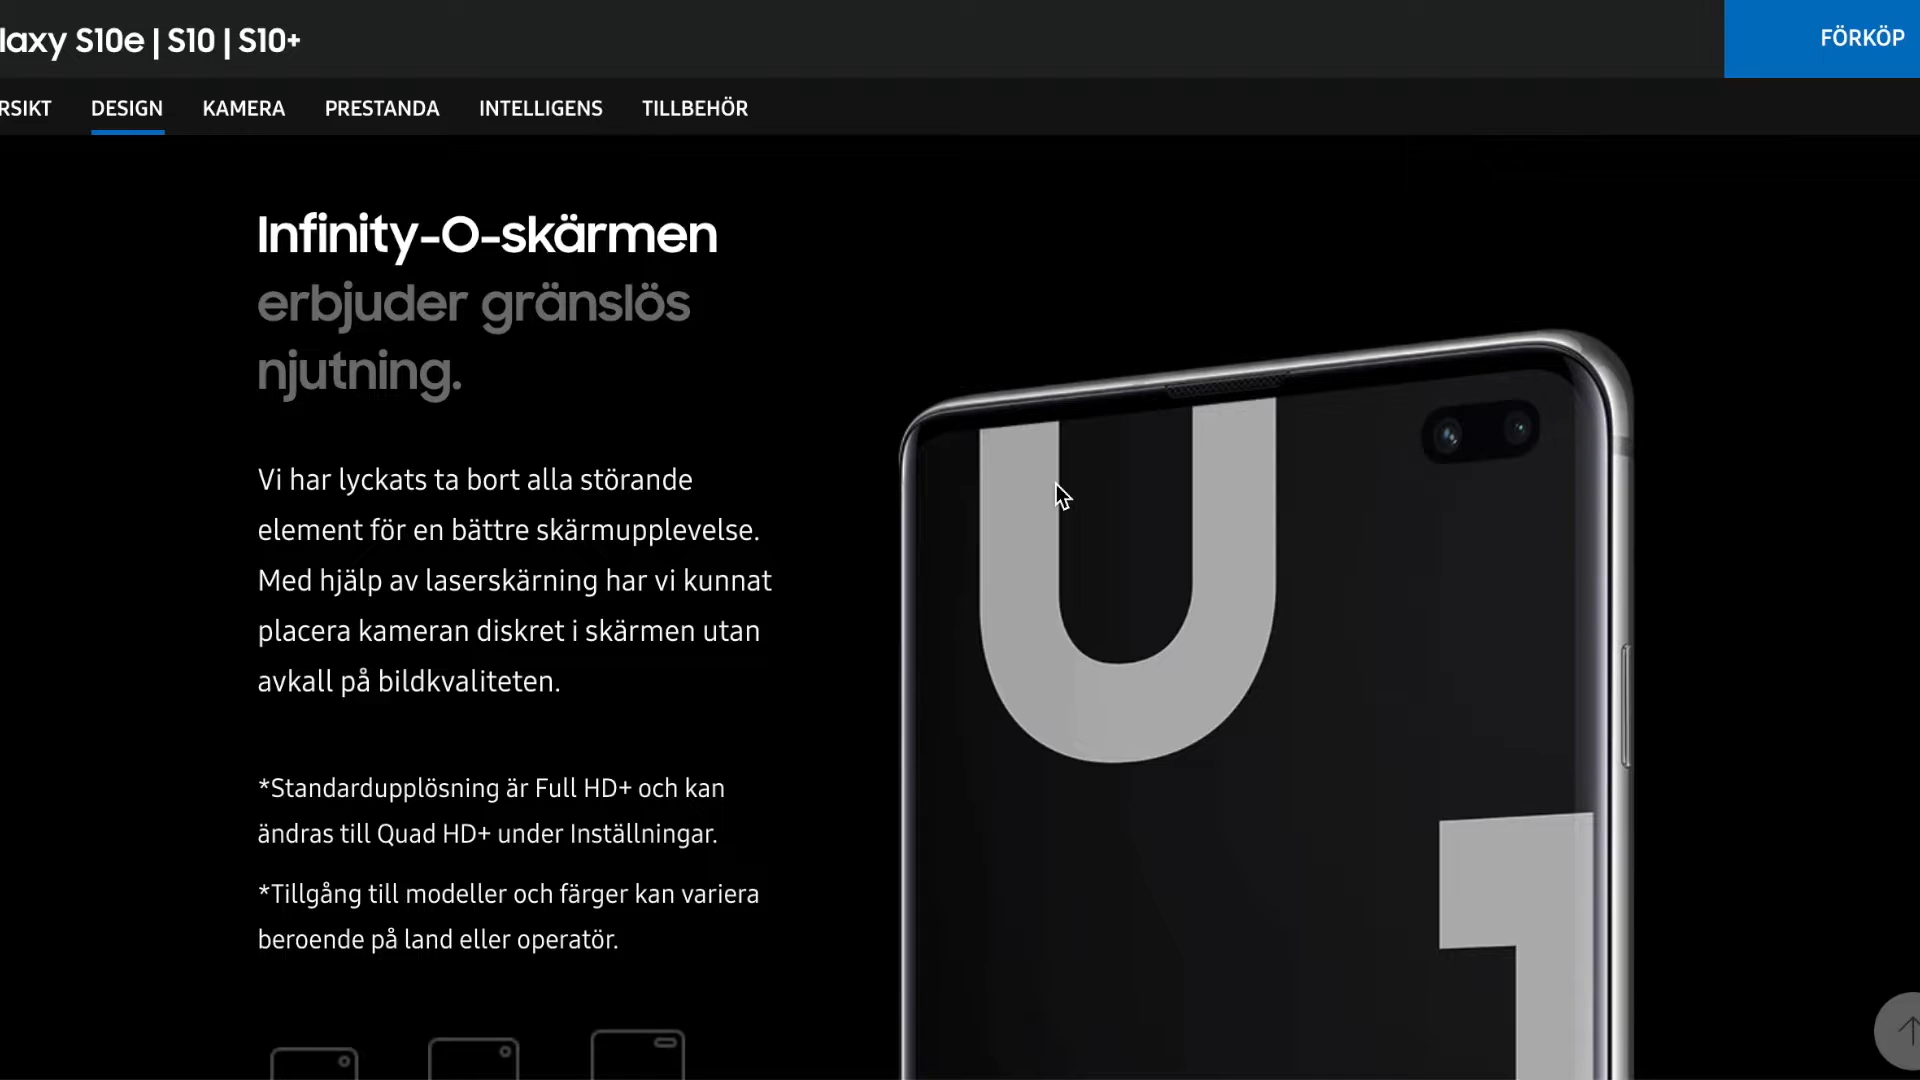 laxy S10e | S10 | S10+
FÖRKÖP
RSIKT DESIGN KAMERA PRESTANDA INTELLIGENS TILLBEHÖR
Infinity-O-skärmen
erbjuder gränslös
njutning.
Vi har lyckats ta bort alla störande
element för en bättre skärmupplevelse.
Med hjälp av laserskärning har vi kunnat
placera kameran diskret i skärmen utan
avkall på bildkvaliteten.
*Standardupplösning är Full HD+ och kan
ändras till Quad HD+ under Inställningar.
*Tillgång till modeller och färger kan variera
beroende på land eller operatör.